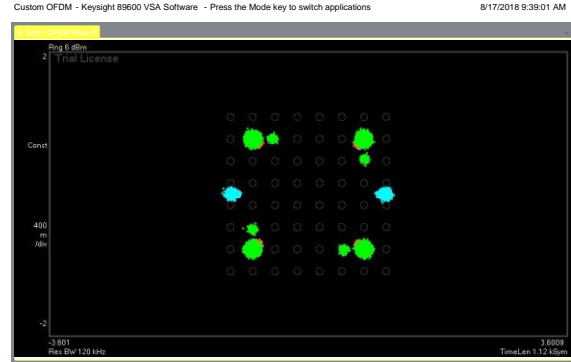 Custom OFDM - Keysight 89600 VSA Software - Press the Mode key to switch applications 8/17/2018 9:39:01 AM
Rng 6 dBm
2 Trial License
Const
400
m
/div
-2
-3.601 3.6009
Res BW 120 kHz TimeLen 1.12 kSym